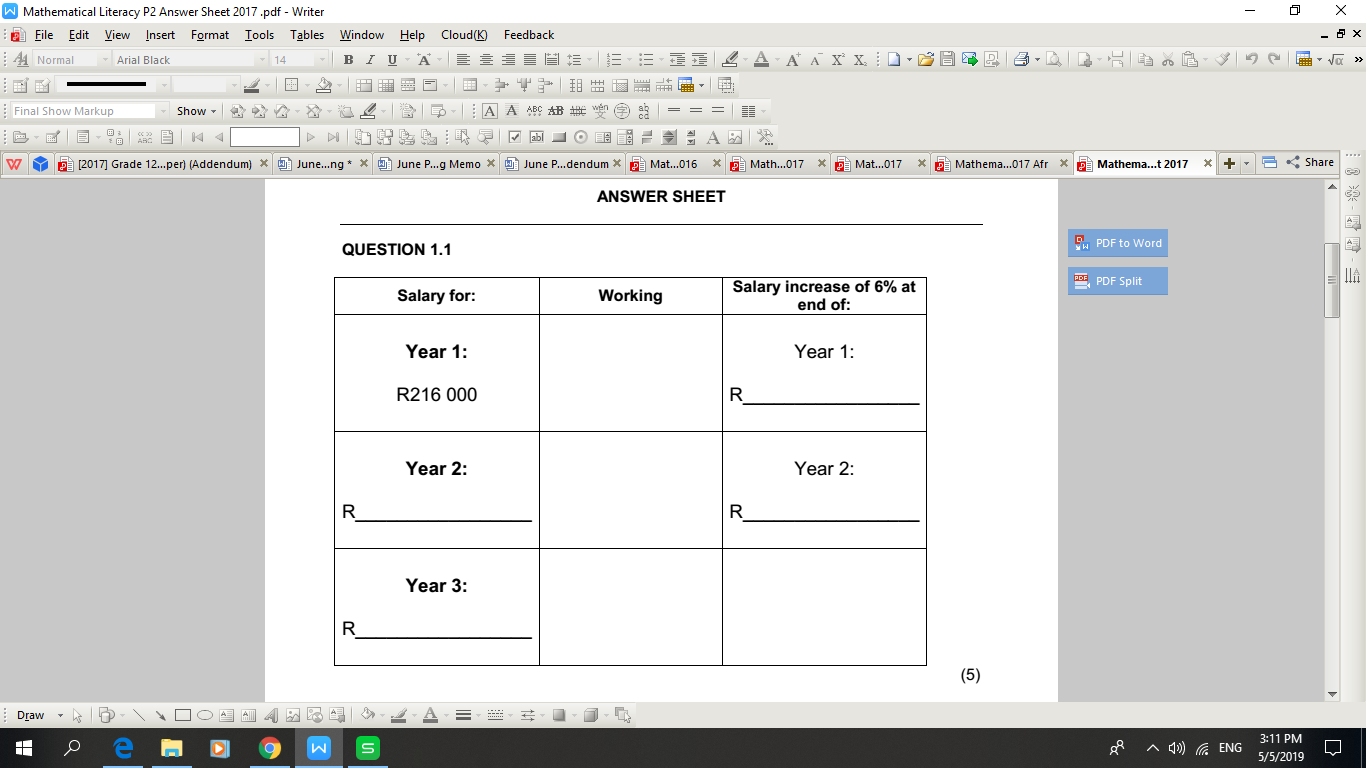 Mathematical Literacy P2 Answer Sheet 2017 .pdf - Writer
File Edit View Insert Format Tools Tables Window Help Cloud(K) Feedback
Normal Arial Black 14 B I U A
Final Show Markup Show
[2017] Grade 12...per) (Addendum) June...ng * June P...g Memo June P...dendum Mat...016 Math...017 Mat...017 Mathema...017 Afr Mathema...t 2017 Share
ANSWER SHEET
PDF to Word
QUESTION 1.1
PDF Split
Salary for: Working Salary increase of 6% at
end of:
Year 1: Year 1:
R216 000 R_________________
Year 2: Year 2:
R_________________ R_________________
Year 3:
R_________________
(5)
Draw
ENG 3:11 PM
5/5/2019